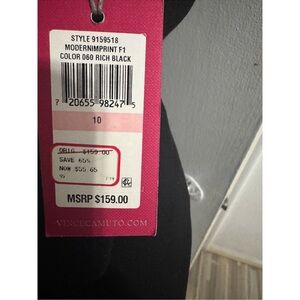 STYLE 9159518
MODERNIMPRINT F1
COLOR 060 RICH BLACK
7 20655 98247 5
10
ORIG $159.00
SAVE 65%
NOW $55.65
MSRP $159.00
VINCECAMUTO.COM